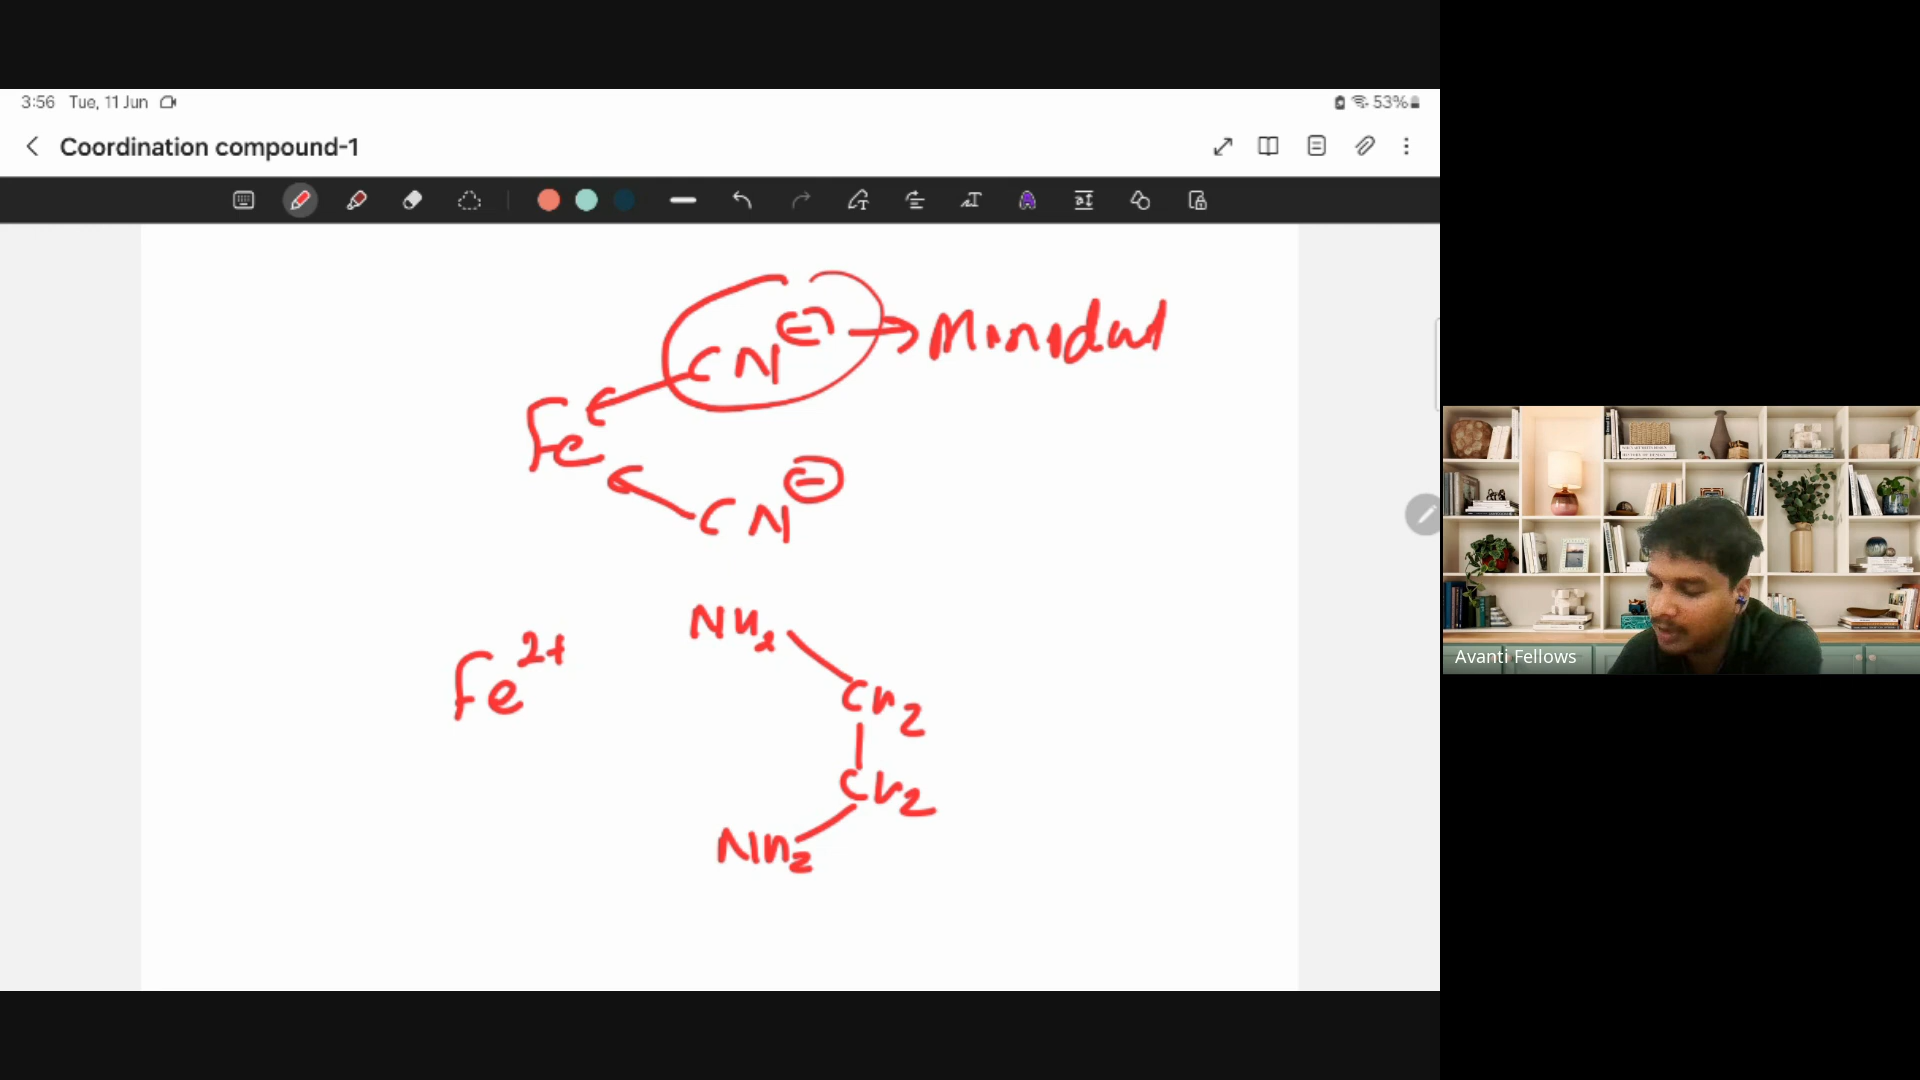 3:56 Tue, 11 Jun 53%
Coordination compound-1
CN⊖ → Monodent
Fe
CN⊖
NH2
Fe2+
CH2
CH2
NH2
Avanti Fellows